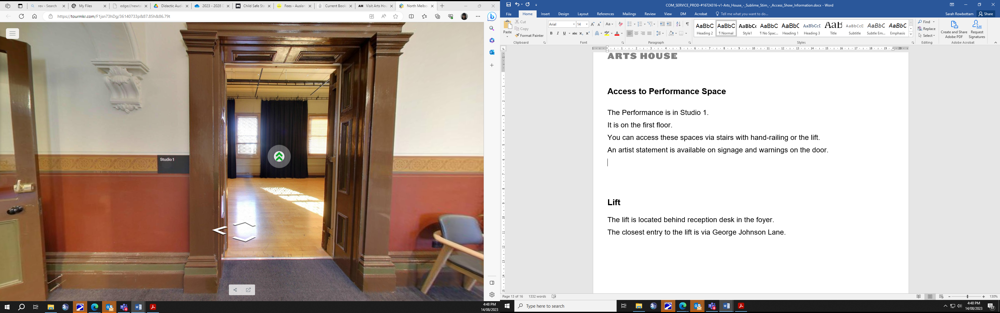 rev - Search
My Files
edge://newta
Didactic Audi
2023 - 2028 D
Child Safe Sta
Fees - Auslan
Current Booki
AH Visit Arts Hou
North Melbou
https://tourmkr.com/F1jsn73hDg/36140733p&87.85h&86.79t
Studio 1
4:48 PM
14/08/2023
COM_SERVICE_PROD-#16724316-v1-Arts_House_-_Sublime_Stim_-_Access_Show_Information.docx - Word
File Home Insert Design Layout References Mailings Review View DM Acrobat Tell me what you want to do...
Sarah Rowbottam Share
Paste
Cut
Copy
Format Painter
Clipboard
Arial 14
Font
Paragraph
AaBbC AaBbC AaBbCc AaBbC AaBbC AaBbCcD AaB AaBbCcD AaBbC AaBbC
Heading 2 ¶ Normal Style1 ¶ No Spac... Heading 1 Heading 3 Title Subtitle Subtle Em... Emphasis
Styles
Find
Replace
Select
Editing
Create and Share Adobe PDF
Request Signatures
Adobe Acrobat
ARTS HOUSE
Access to Performance Space
The Performance is in Studio 1.
It is on the first floor.
You can access these spaces via stairs with hand-railing or the lift.
An artist statement is available on signage and warnings on the door.
Lift
The lift is located behind reception desk in the foyer.
The closest entry to the lift is via George Johnson Lane.
Page 13 of 16 1332 words
130%
Type here to search
4:48 PM
14/08/2023